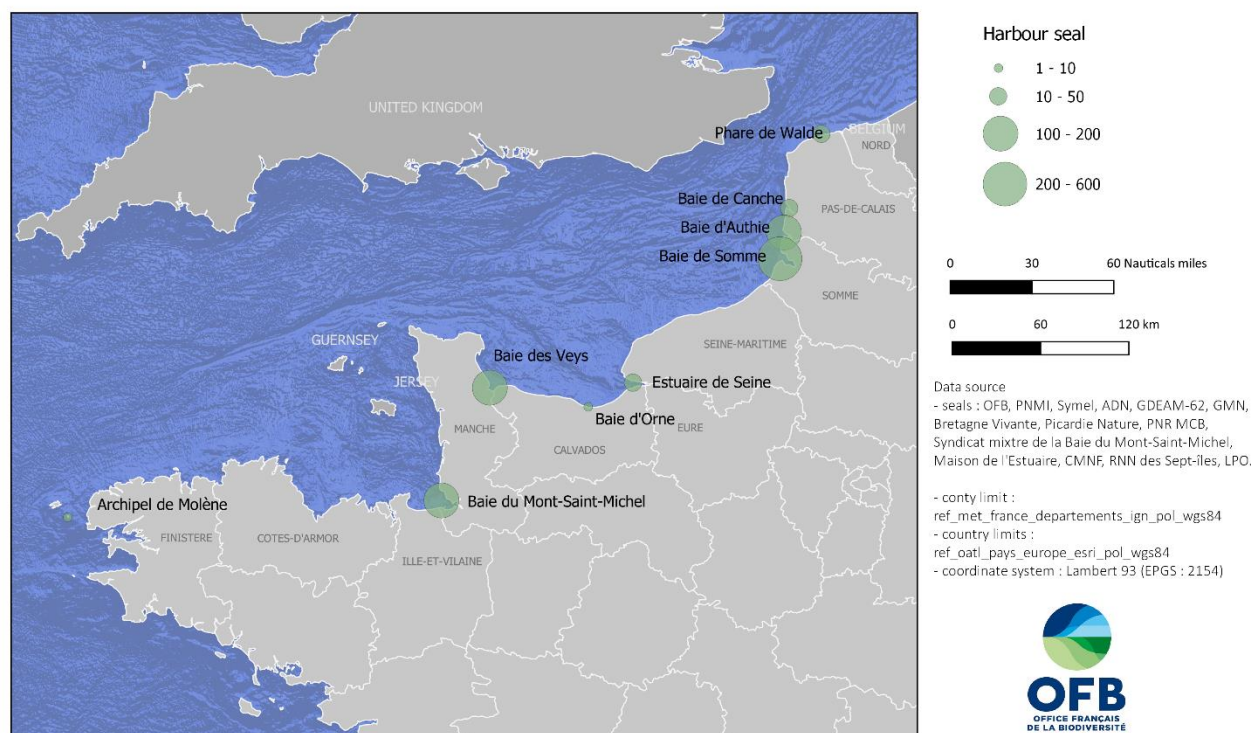 UNITED KINGDOM
Phare de Walde
BELGIUM
NORD
Baie de Canche
PAS-DE-CALAIS
Baie d'Authie
Baie de Somme
SOMME
SEINE-MARITIME
GUERNSEY
Baie des Veys
JERSEY
Estuaire de Seine
Baie d'Orne
EURE
MANCHE
CALVADOS
Archipel de Molène
Baie du Mont-Saint-Michel
FINISTERE
COTES-D'ARMOR
ILLE-ET-VILAINE
Harbour seal
1 - 10
10 - 50
100 - 200
200 - 600
0 30 60 Nauticals miles
0 60 120 km
Data source
- seals : OFB, PNMI, Symel, ADN, GDEAM-62, GMN,
Bretagne Vivante, Picardie Nature, PNR MCB,
Syndicat mixtre de la Baie du Mont-Saint-Michel,
Maison de l'Estuaire, CMNF, RNN des Sept-îles, LPO.
- conty limit :
ref_met_france_departements_ign_pol_wgs84
- country limits :
ref_oatl_pays_europe_esri_pol_wgs84
- coordinate system : Lambert 93 (EPGS : 2154)
OFB
OFFICE FRANÇAIS
DE LA BIODIVERSITÉ